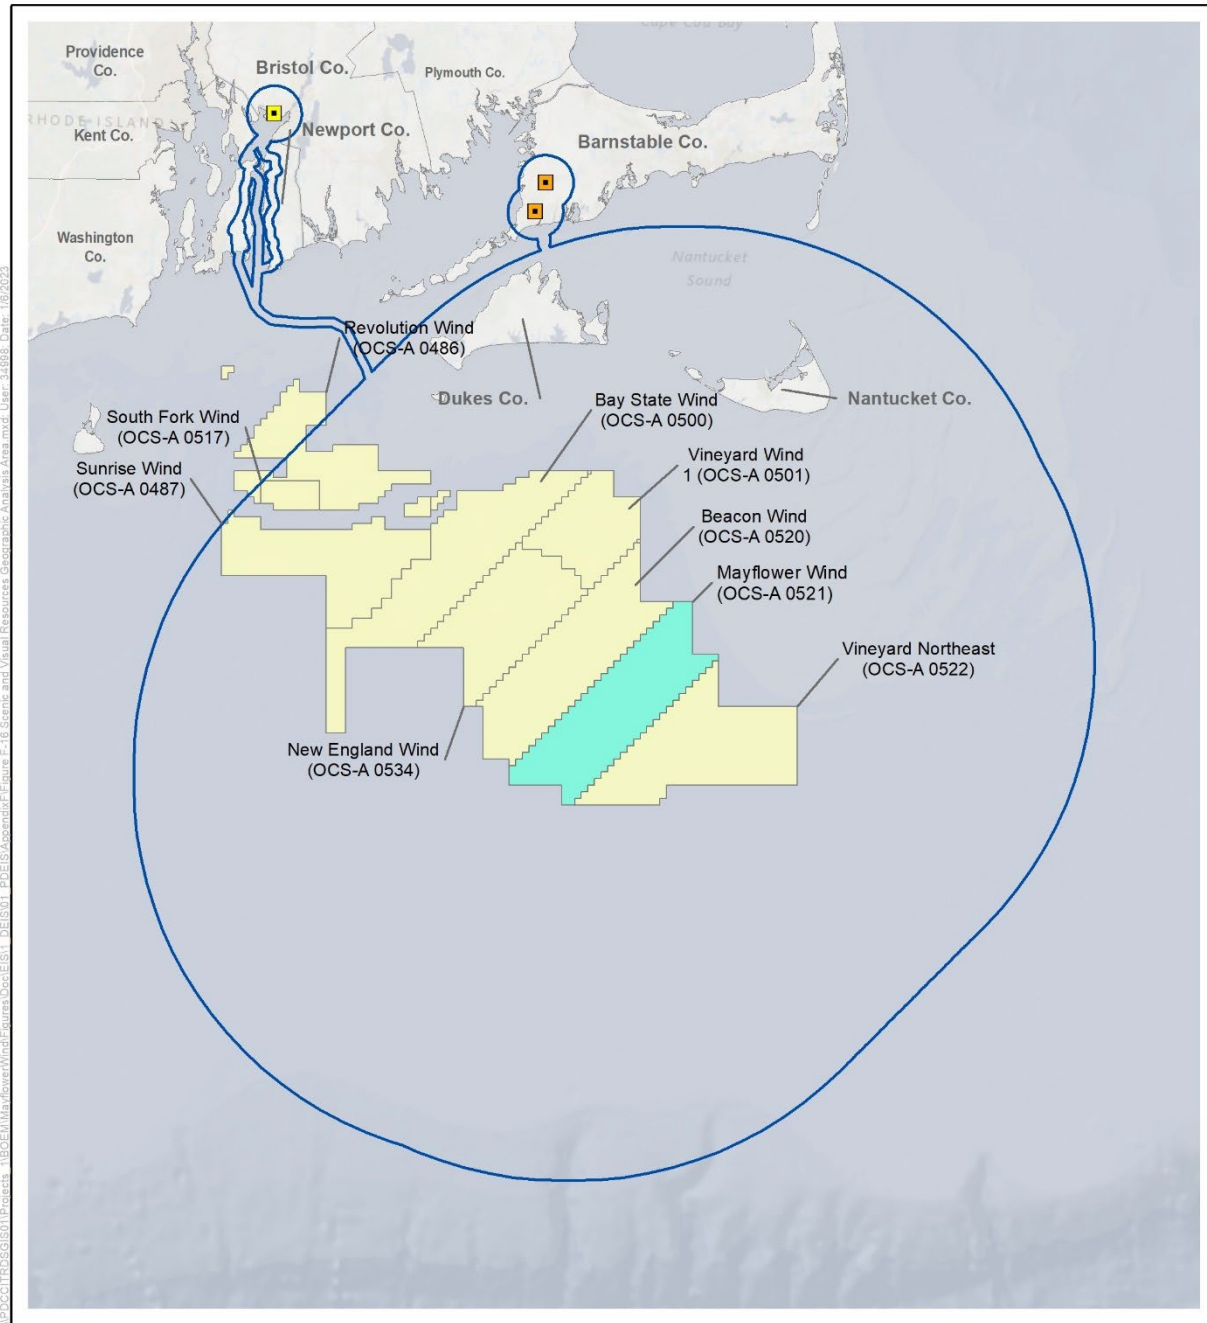 Cape Cod Bay
Providence
Co.
Bristol Co.
Plymouth Co.
RHODE ISLAND
Kent Co.
Newport Co.
Barnstable Co.
Washington
Co.
Nantucket
Sound
Revolution Wind
(OCS-A 0486)
Dukes Co.
Nantucket Co.
South Fork Wind
(OCS-A 0517)
Bay State Wind
(OCS-A 0500)
Sunrise Wind
(OCS-A 0487)
Vineyard Wind
1 (OCS-A 0501)
Beacon Wind
(OCS-A 0520)
Mayflower Wind
(OCS-A 0521)
Vineyard Northeast
(OCS-A 0522)
New England Wind
(OCS-A 0534)